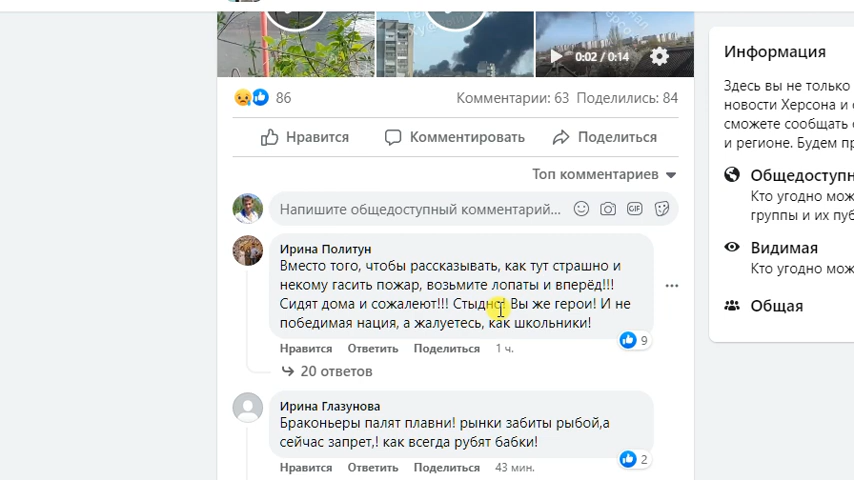 0:02 / 0:14
86
Комментарии: 63 Поделились: 84
Нравится
Комментировать
Поделиться
Топ комментариев
Напишите общедоступный комментарий...
GIF
Ирина Политун
Вместо того, чтобы рассказывать, как тут страшно и
некому гасить пожар, возьмите лопаты и вперёд!!!
Сидят дома и сожалеют!!! Стыдно! Вы же герои! И не
победимая нация, а жалуетесь, как школьники!
9
Нравится Ответить Поделиться 1 ч.
20 ответов
Ирина Глазунова
Браконьеры палят плавни! рынки забиты рыбой,а
сейчас запрет,! как всегда рубят бабки!
2
Нравится Ответить Поделиться 43 мин.
Информация
Здесь вы не только
новости Херсона и
сможете сообщать
и регионе. Будем
Общедоступн
Кто угодно мож
группы и их
Видимая
Кто угодно мож
Общая